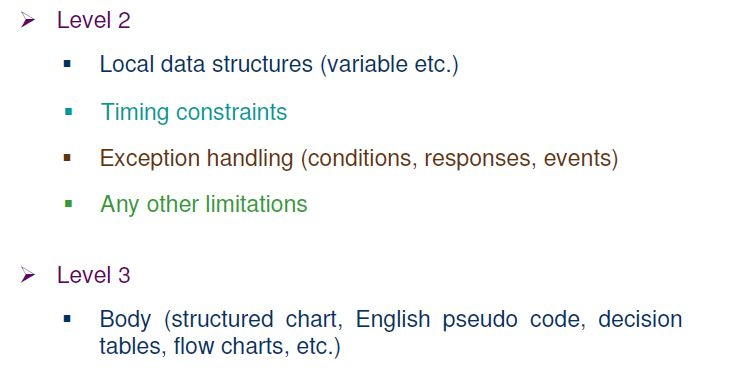 ➢ Level 2
▪ Local data structures (variable etc.)
▪ Timing constraints
▪ Exception handling (conditions, responses, events)
▪ Any other limitations
➢ Level 3
▪ Body (structured chart, English pseudo code, decision
tables, flow charts, etc.)